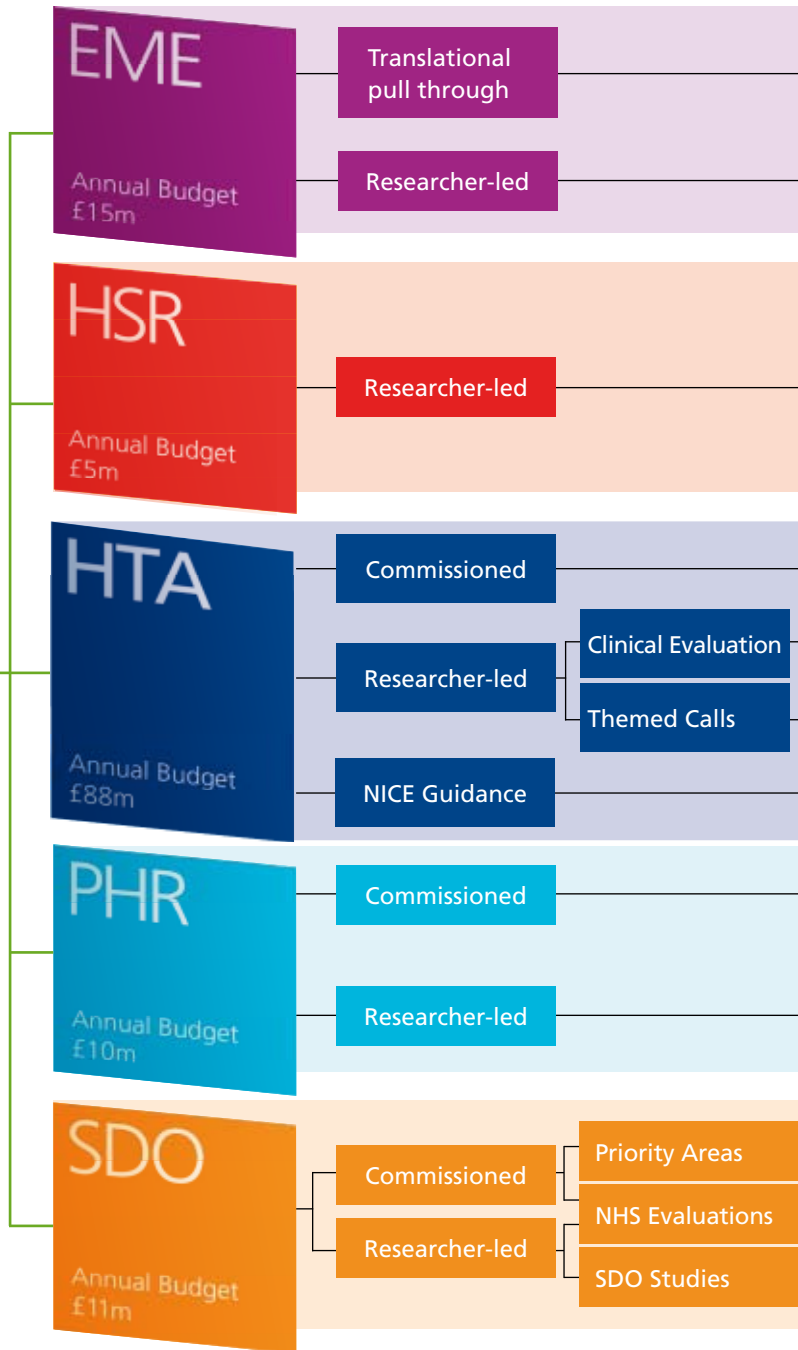 EME
Annual Budget
£15m
Translational
pull through
Researcher-led
HSR
Annual Budget
£5m
Researcher-led
HTA
Annual Budget
£88m
Commissioned
Researcher-led
Clinical Evaluation
Themed Calls
NICE Guidance
PHR
Annual Budget
£10m
Commissioned
Researcher-led
SDO
Annual Budget
£11m
Commissioned
Researcher-led
Priority Areas
NHS Evaluations
SDO Studies